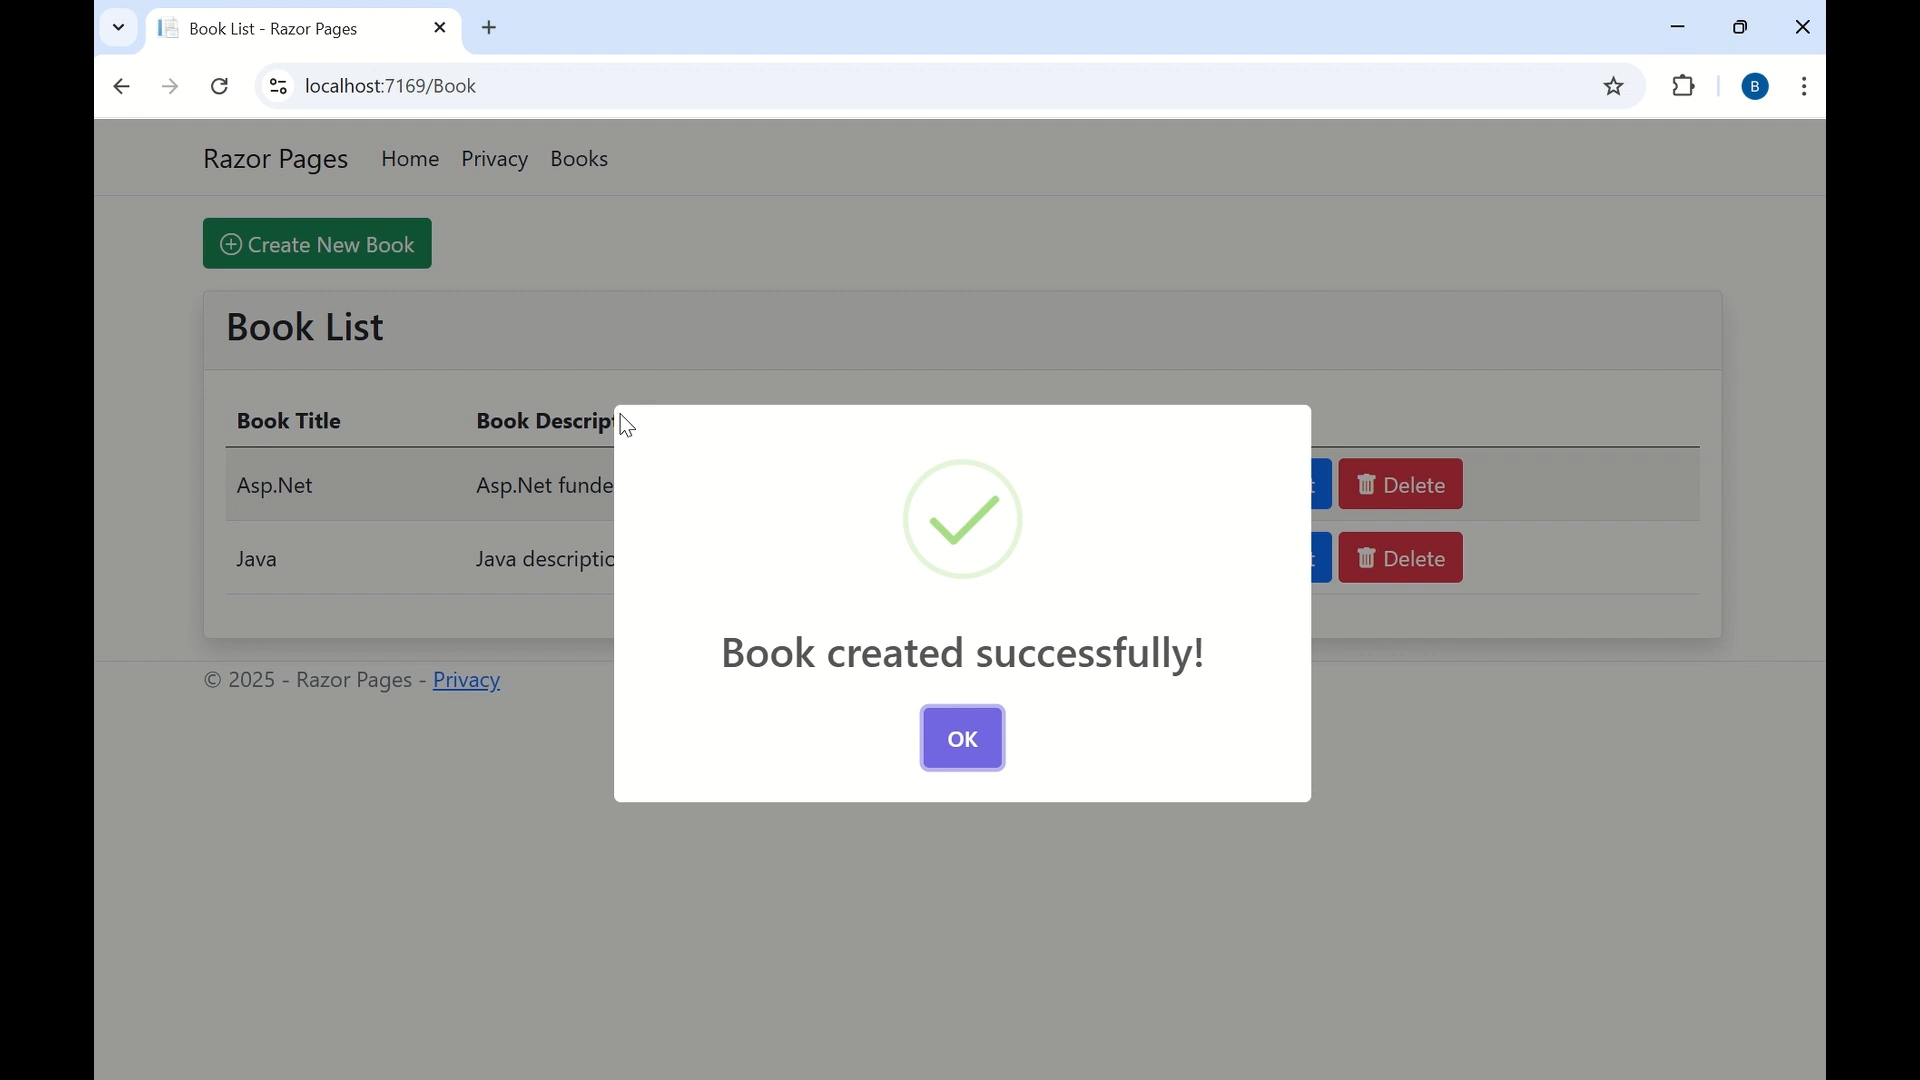 Book List - Razor Pages
localhost:7169/Book
B
Razor Pages Home Privacy Books
Create New Book
Book List
Book Title Book Descript
Asp.Net Asp.Net funde t Delete
Java Java descriptio t Delete
Book created successfully!
© 2025 - Razor Pages - Privacy
OK